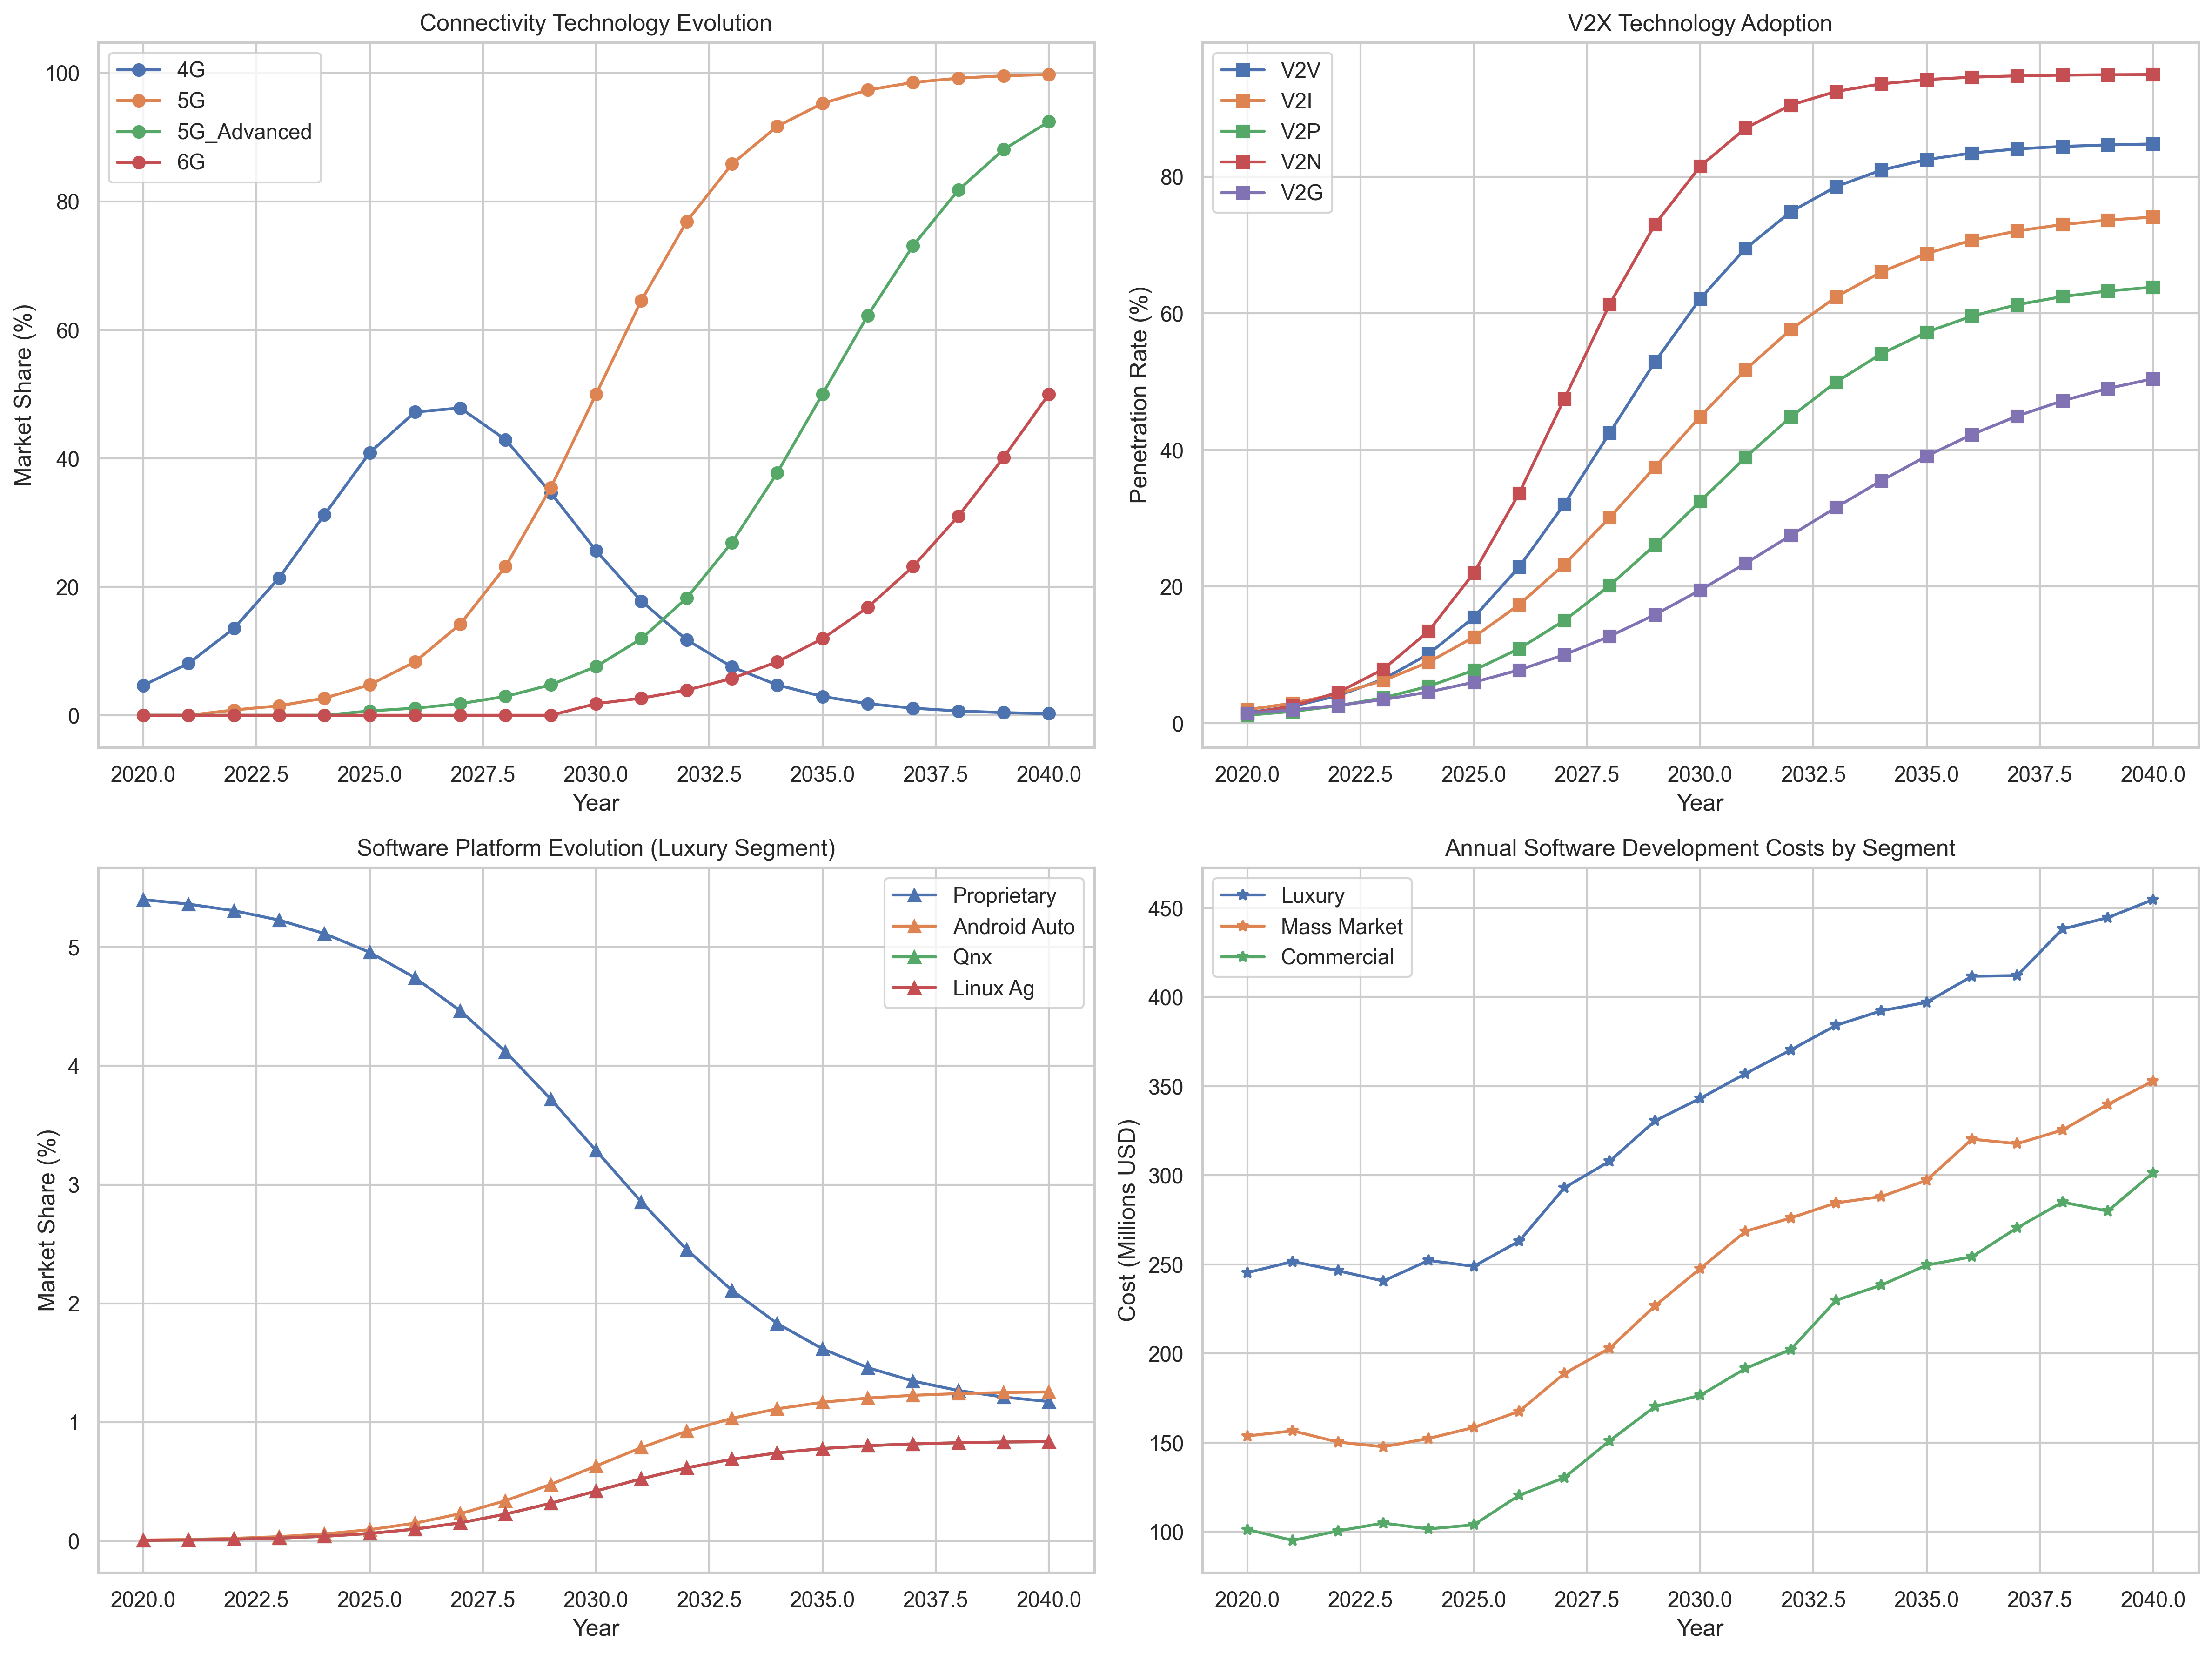 Connectivity Technology Evolution
4G
5G
5G_Advanced
6G
100
80
60
40
20
0
Market Share (%)
2020.0 2022.5 2025.0 2027.5 2030.0 2032.5 2035.0 2037.5 2040.0
Year
V2X Technology Adoption
V2V
V2I
V2P
V2N
V2G
80
60
40
20
0
Penetration Rate (%)
2020.0 2022.5 2025.0 2027.5 2030.0 2032.5 2035.0 2037.5 2040.0
Year
Software Platform Evolution (Luxury Segment)
Proprietary
Android Auto
Qnx
Linux Ag
5
4
3
2
1
0
Market Share (%)
2020.0 2022.5 2025.0 2027.5 2030.0 2032.5 2035.0 2037.5 2040.0
Year
Annual Software Development Costs by Segment
Luxury
Mass Market
Commercial
450
400
350
300
250
200
150
100
Cost (Millions USD)
2020.0 2022.5 2025.0 2027.5 2030.0 2032.5 2035.0 2037.5 2040.0
Year